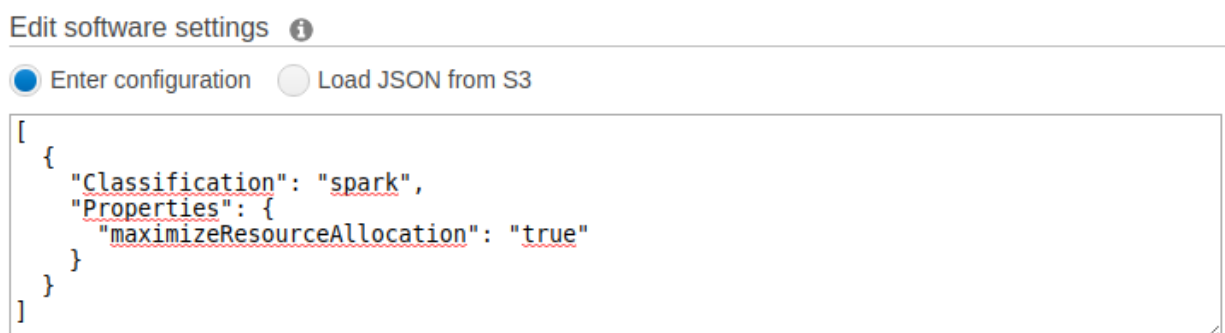 Edit software settings
Enter configuration Load JSON from S3
[
  {
    "Classification": "spark",
    "Properties": {
      "maximizeResourceAllocation": "true"
    }
  }
]